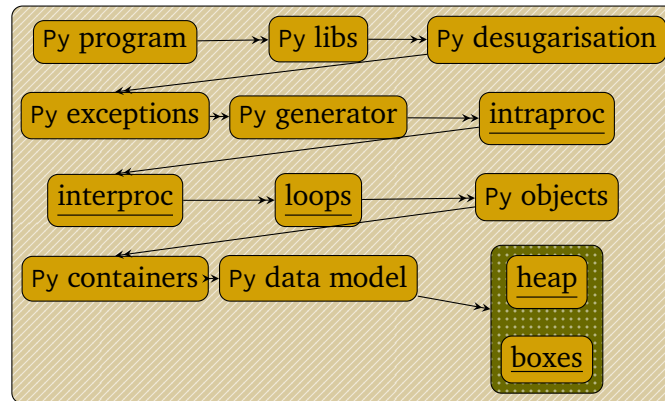 Py program Py libs Py desugarisation
Py exceptions Py generator intraproc
interproc loops Py objects
Py containers Py data model heap
boxes